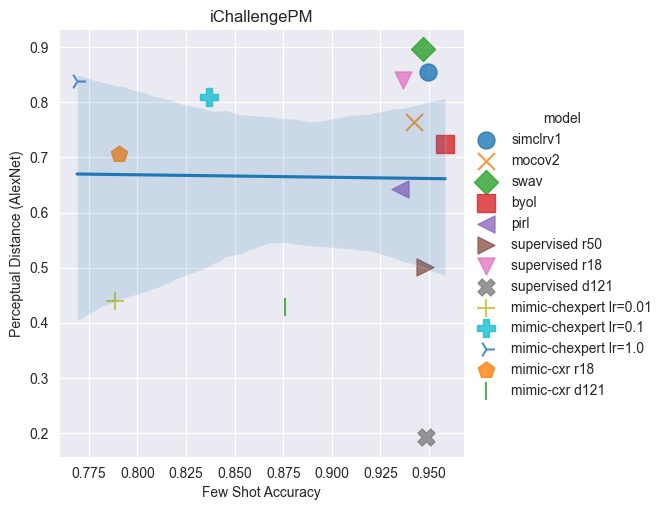 iChallengePM
Perceptual Distance (AlexNet)
0.9
0.8
0.7
0.6
0.5
0.4
0.3
0.2
0.775
0.800
0.825
0.850
0.875
0.900
0.925
0.950
Few Shot Accuracy
model
simclrv1
mocov2
swav
byol
pirl
supervised r50
supervised r18
supervised d121
mimic-chexpert lr=0.01
mimic-chexpert lr=0.1
mimic-chexpert lr=1.0
mimic-cxr r18
mimic-cxr d121